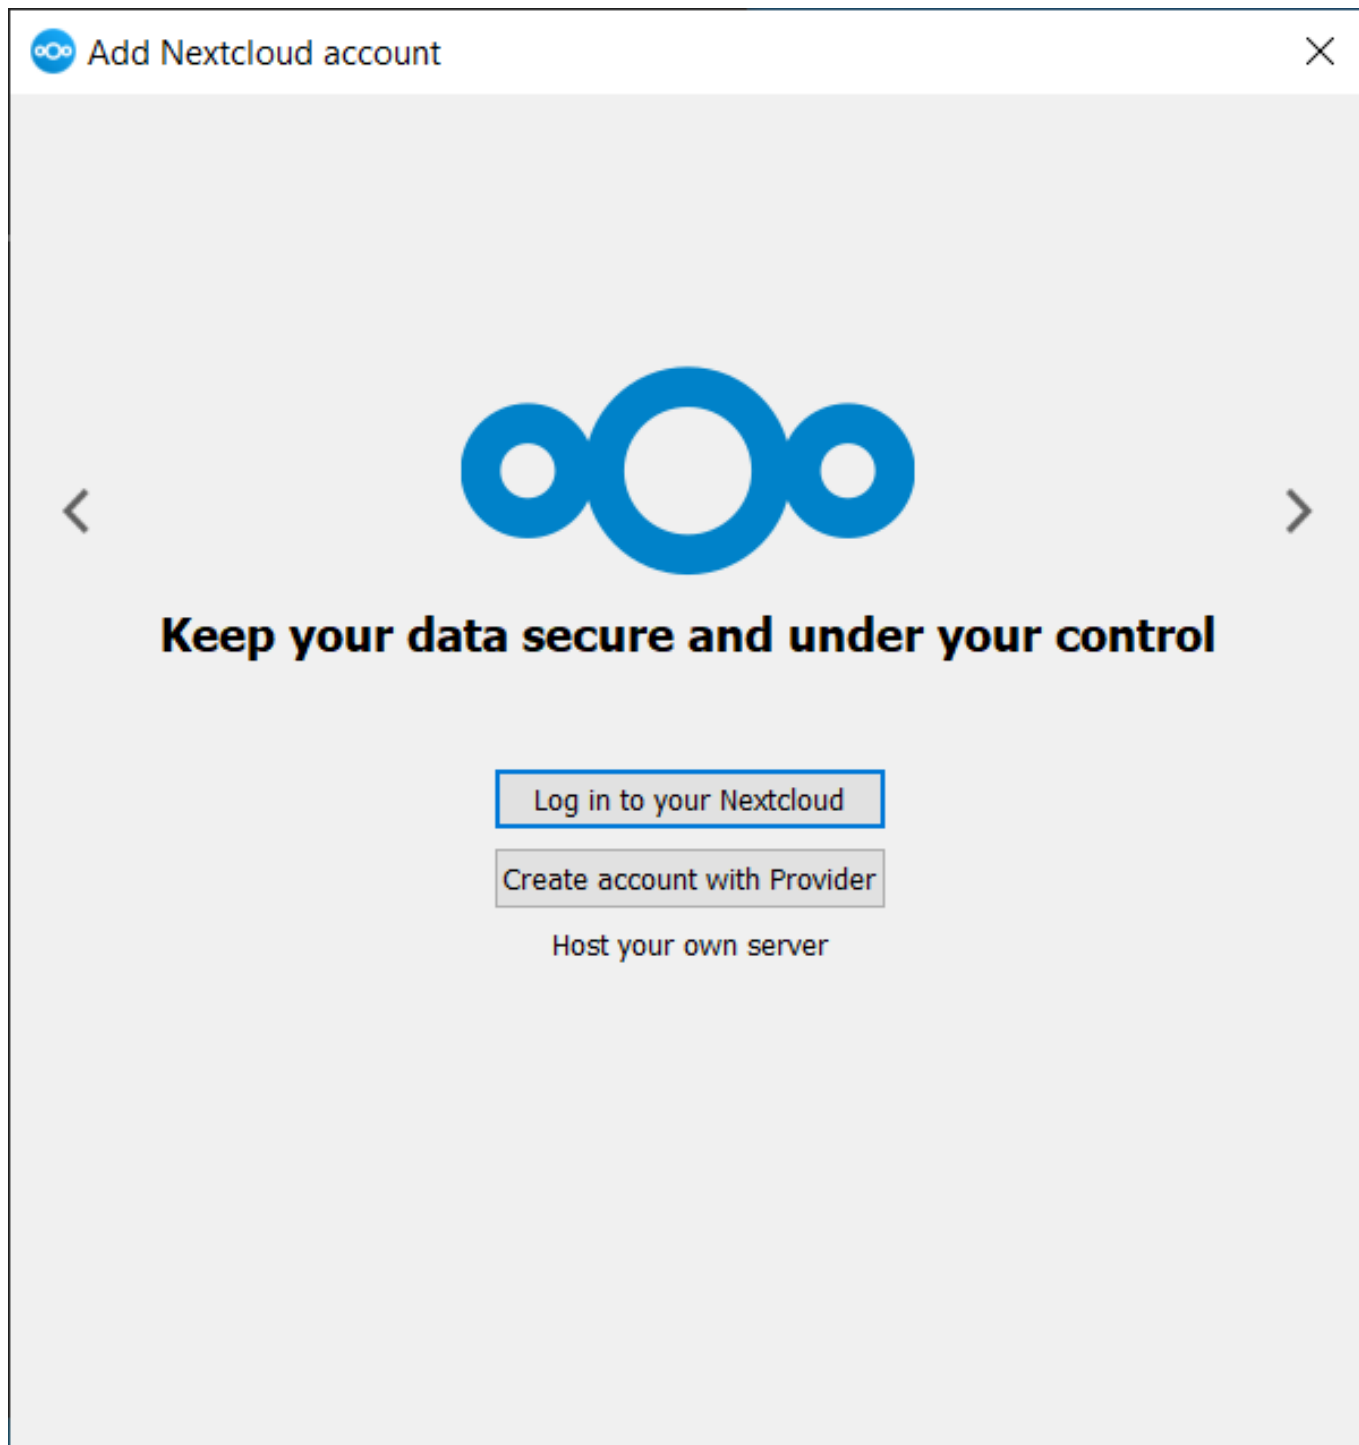 Add Nextcloud account
Keep your data secure and under your control
Log in to your Nextcloud
Create account with Provider
Host your own server